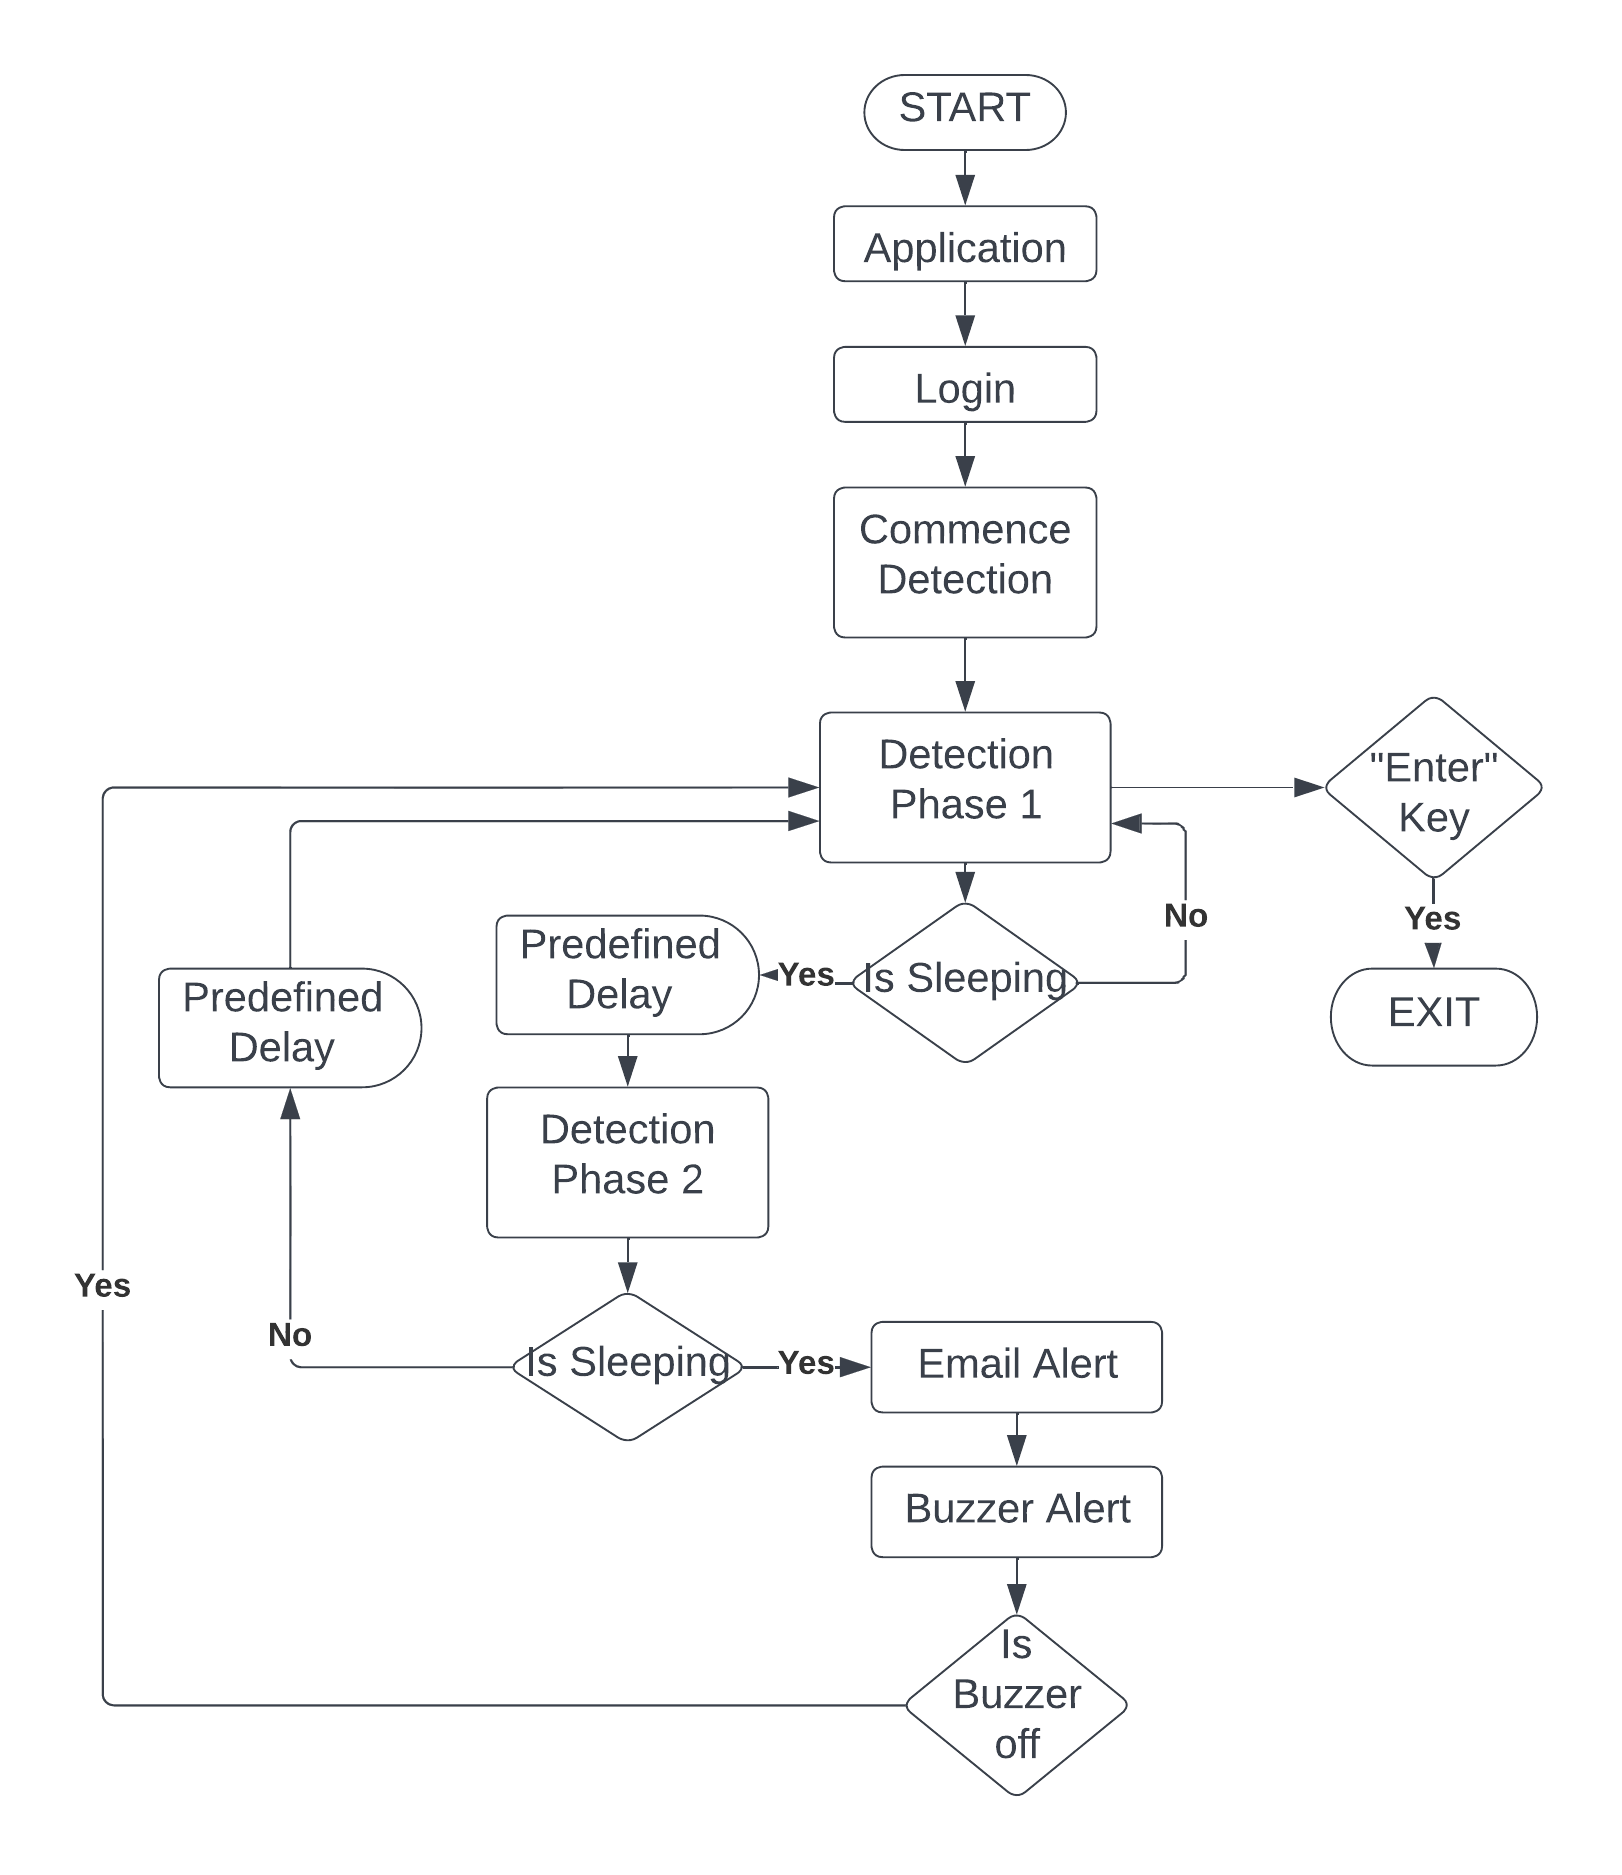 START
Application
Login
Commence
Detection
Detection
Phase 1
"Enter"
Key
No
Yes
EXIT
Is Sleeping
Yes
Predefined
Delay
Predefined
Delay
Detection
Phase 2
Yes
No
Is Sleeping
Yes
Email Alert
Buzzer Alert
Is
Buzzer
off